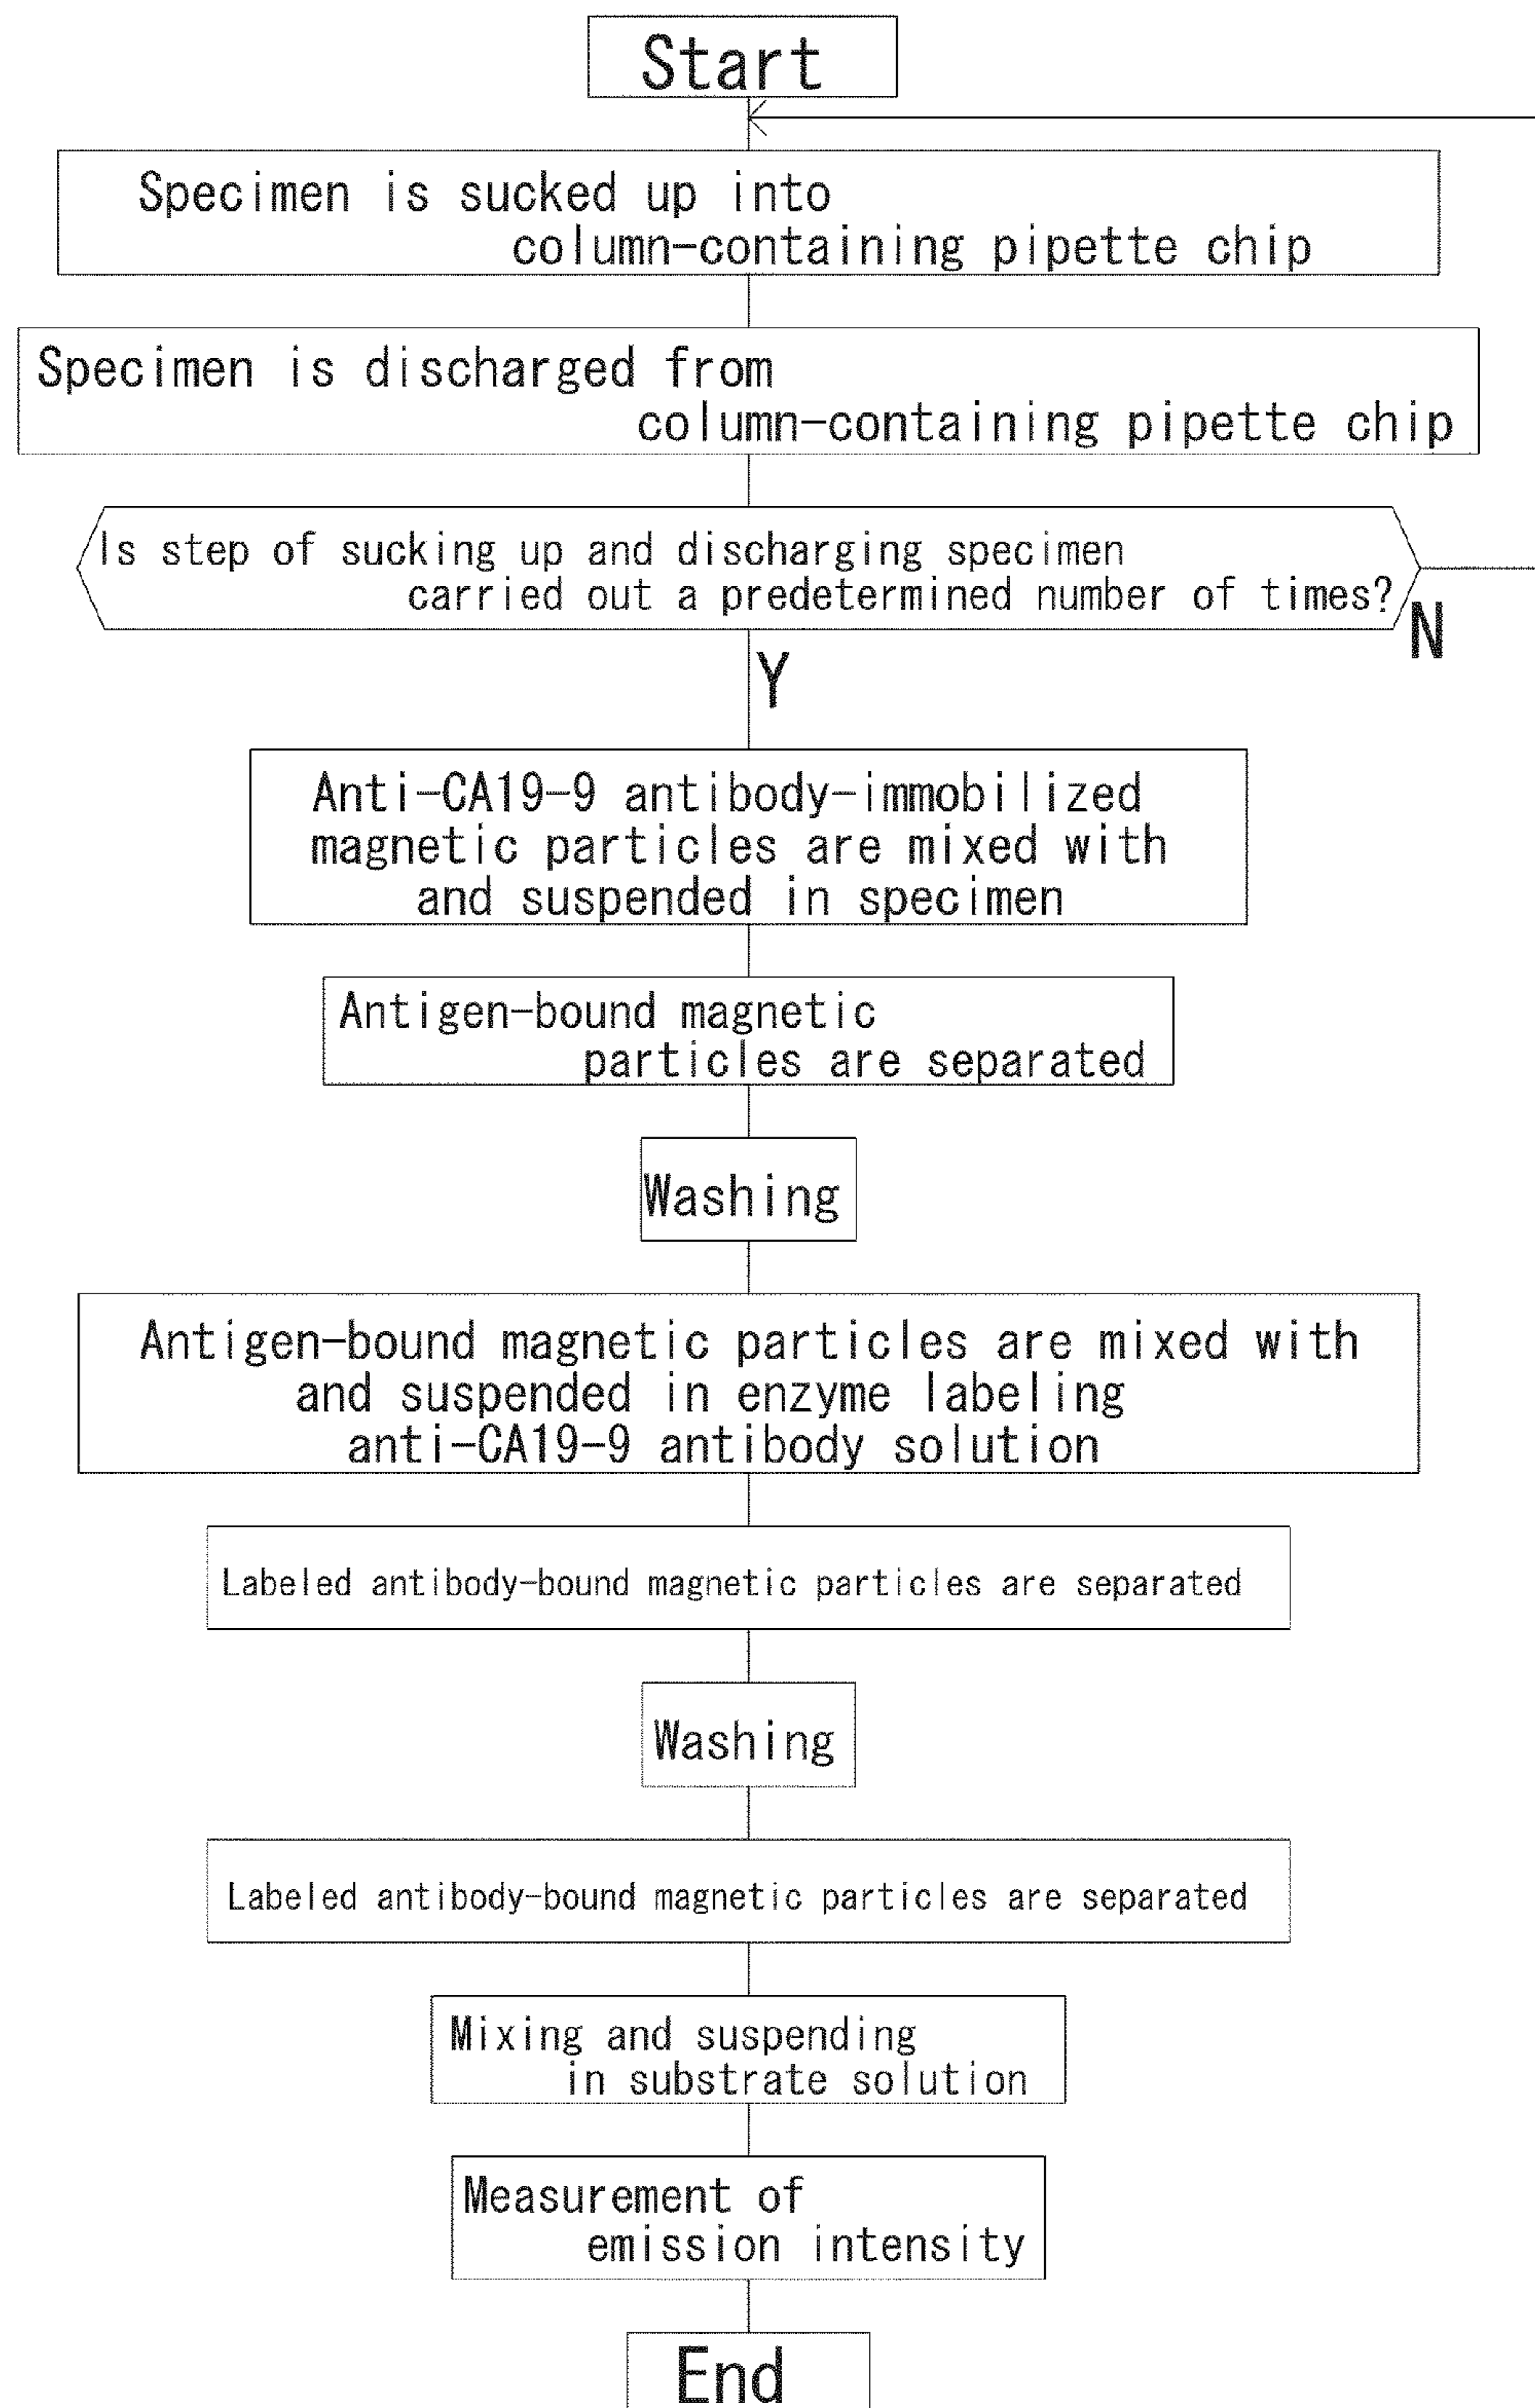 Start
Specimen is sucked up into
column-containing pipette chip
Specimen is discharged from
column-containing pipette chip
Is step of sucking up and discharging specimen
carried out a predetermined number of times?
N
Y
Anti-CA19-9 antibody-immobilized
magnetic particles are mixed with
and suspended in specimen
Antigen-bound magnetic
particles are separated
Washing
Antigen-bound magnetic particles are mixed with
and suspended in enzyme labeling
anti-CA19-9 antibody solution
Labeled antibody-bound magnetic particles are separated
Washing
Labeled antibody-bound magnetic particles are separated
Mixing and suspending
in substrate solution
Measurement of
emission intensity
End